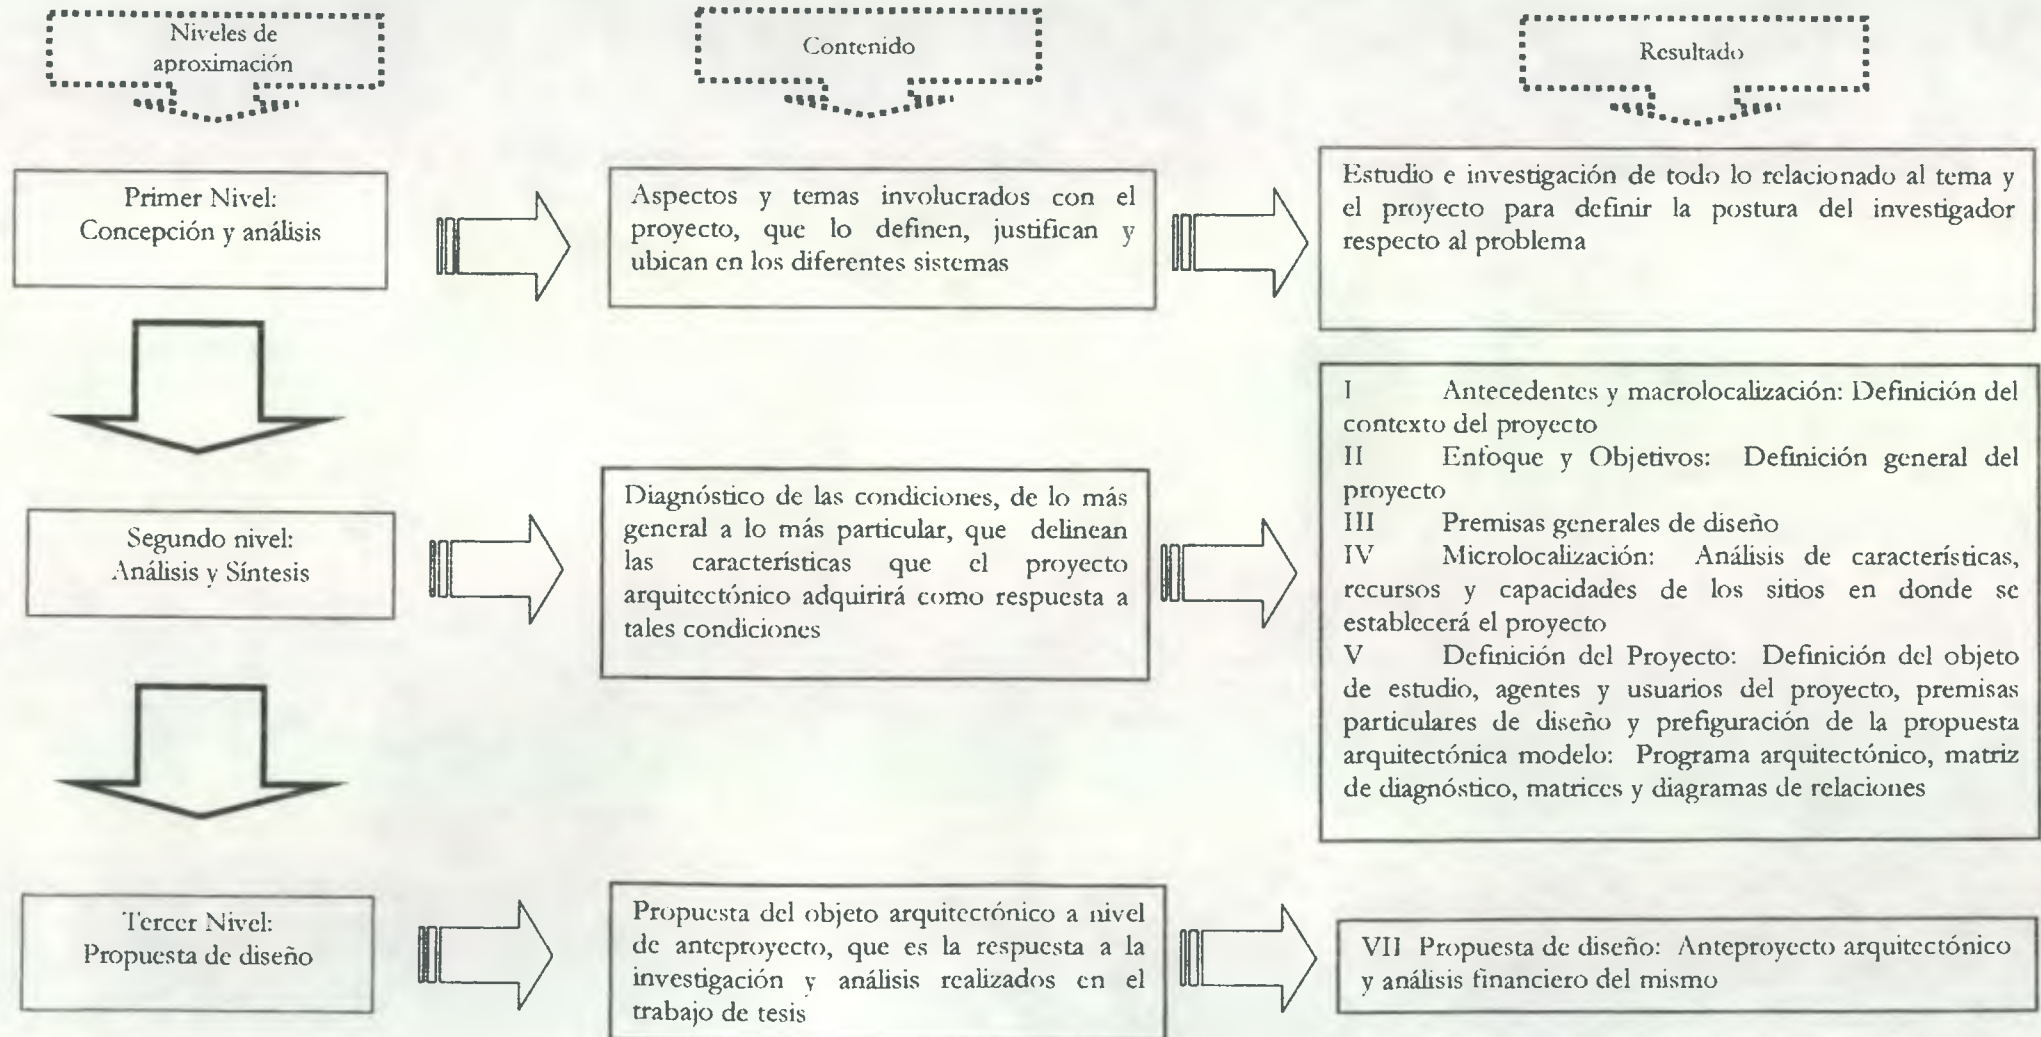 Niveles de
aproximación
Contenido
Resultado
Primer Nivel:
Concepción y análisis
Aspectos y temas involucrados con el
proyecto, que lo definen, justifican y
ubican en los diferentes sistemas
Estudio e investigación de todo lo relacionado al tema y
el proyecto para definir la postura del investigador
respecto al problema
Segundo nivel:
Análisis y Síntesis
Diagnóstico de las condiciones, de lo más
general a lo más particular, que delinean
las características que el proyecto
arquitectónico adquirirá como respuesta a
tales condiciones
I Antecedentes y macrolocalización: Definición del
contexto del proyecto
II Enfoque y Objetivos: Definición general del
proyecto
III Premisas generales de diseño
IV Microlocalización: Análisis de características,
recursos y capacidades de los sitios en donde se
establecerá el proyecto
V Definición del Proyecto: Definición del objeto
de estudio, agentes y usuarios del proyecto, premisas
particulares de diseño y prefiguración de la propuesta
arquitectónica modelo: Programa arquitectónico, matriz
de diagnóstico, matrices y diagramas de relaciones
Tercer Nivel:
Propuesta de diseño
Propuesta del objeto arquitectónico a nivel
de anteproyecto, que es la respuesta a la
investigación y análisis realizados en el
trabajo de tesis
VII Propuesta de diseño: Anteproyecto arquitectónico
y análisis financiero del mismo